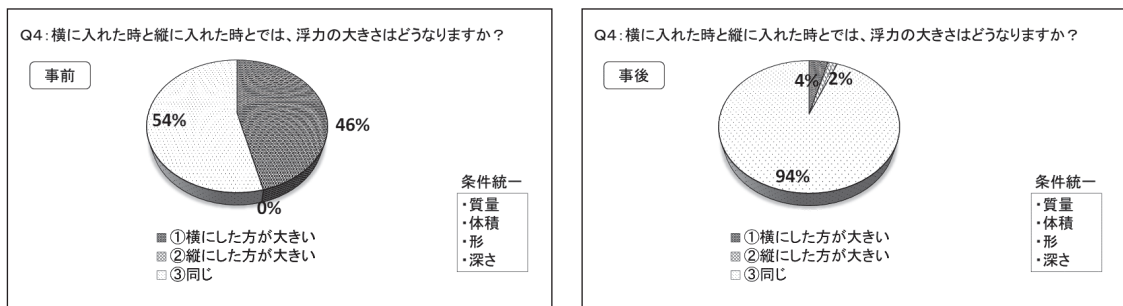 Q4:横に入れた時と縦に入れた時とでは、浮力の大きさはどうなりますか?
事前
54%
46%
0%
条件統一
・質量
・体積
・形
・深さ
①横にした方が大きい
②縦にした方が大きい
③同じ
Q4:横に入れた時と縦に入れた時とでは、浮力の大きさはどうなりますか?
事後
4%
2%
94%
条件統一
・質量
・体積
・形
・深さ
①横にした方が大きい
②縦にした方が大きい
③同じ